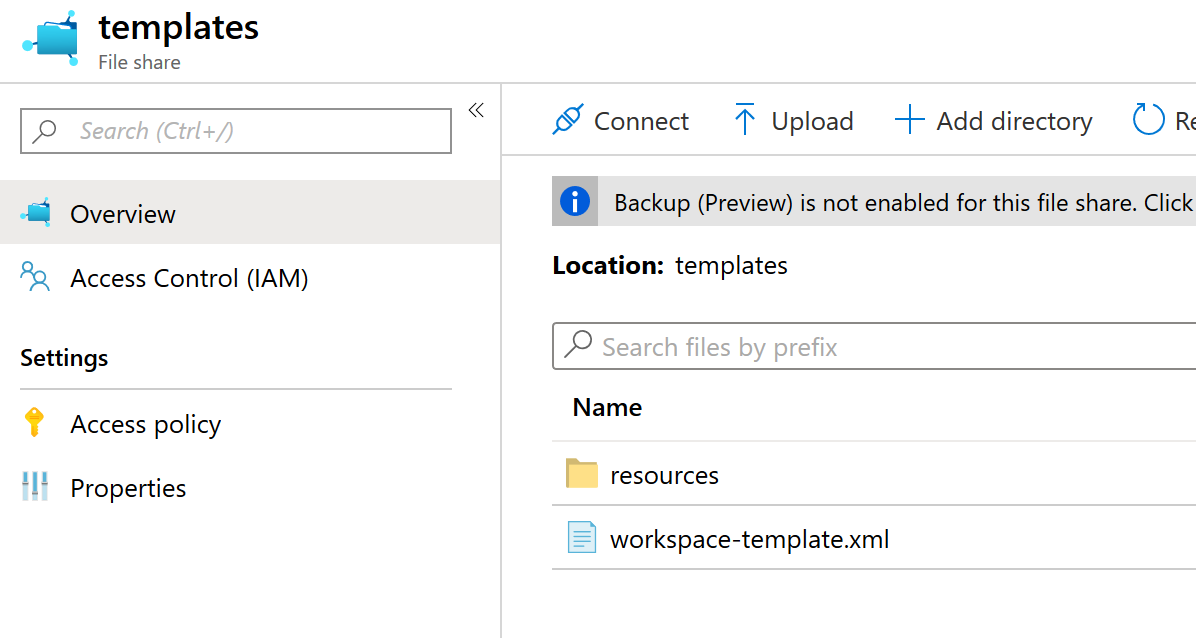 templates
File share
Search (Ctrl+/)
Overview
Access Control (IAM)
Settings
Access policy
Properties
Connect
Upload
Add directory
Re
Backup (Preview) is not enabled for this file share. Click
Location: templates
Search files by prefix
Name
resources
workspace-template.xml